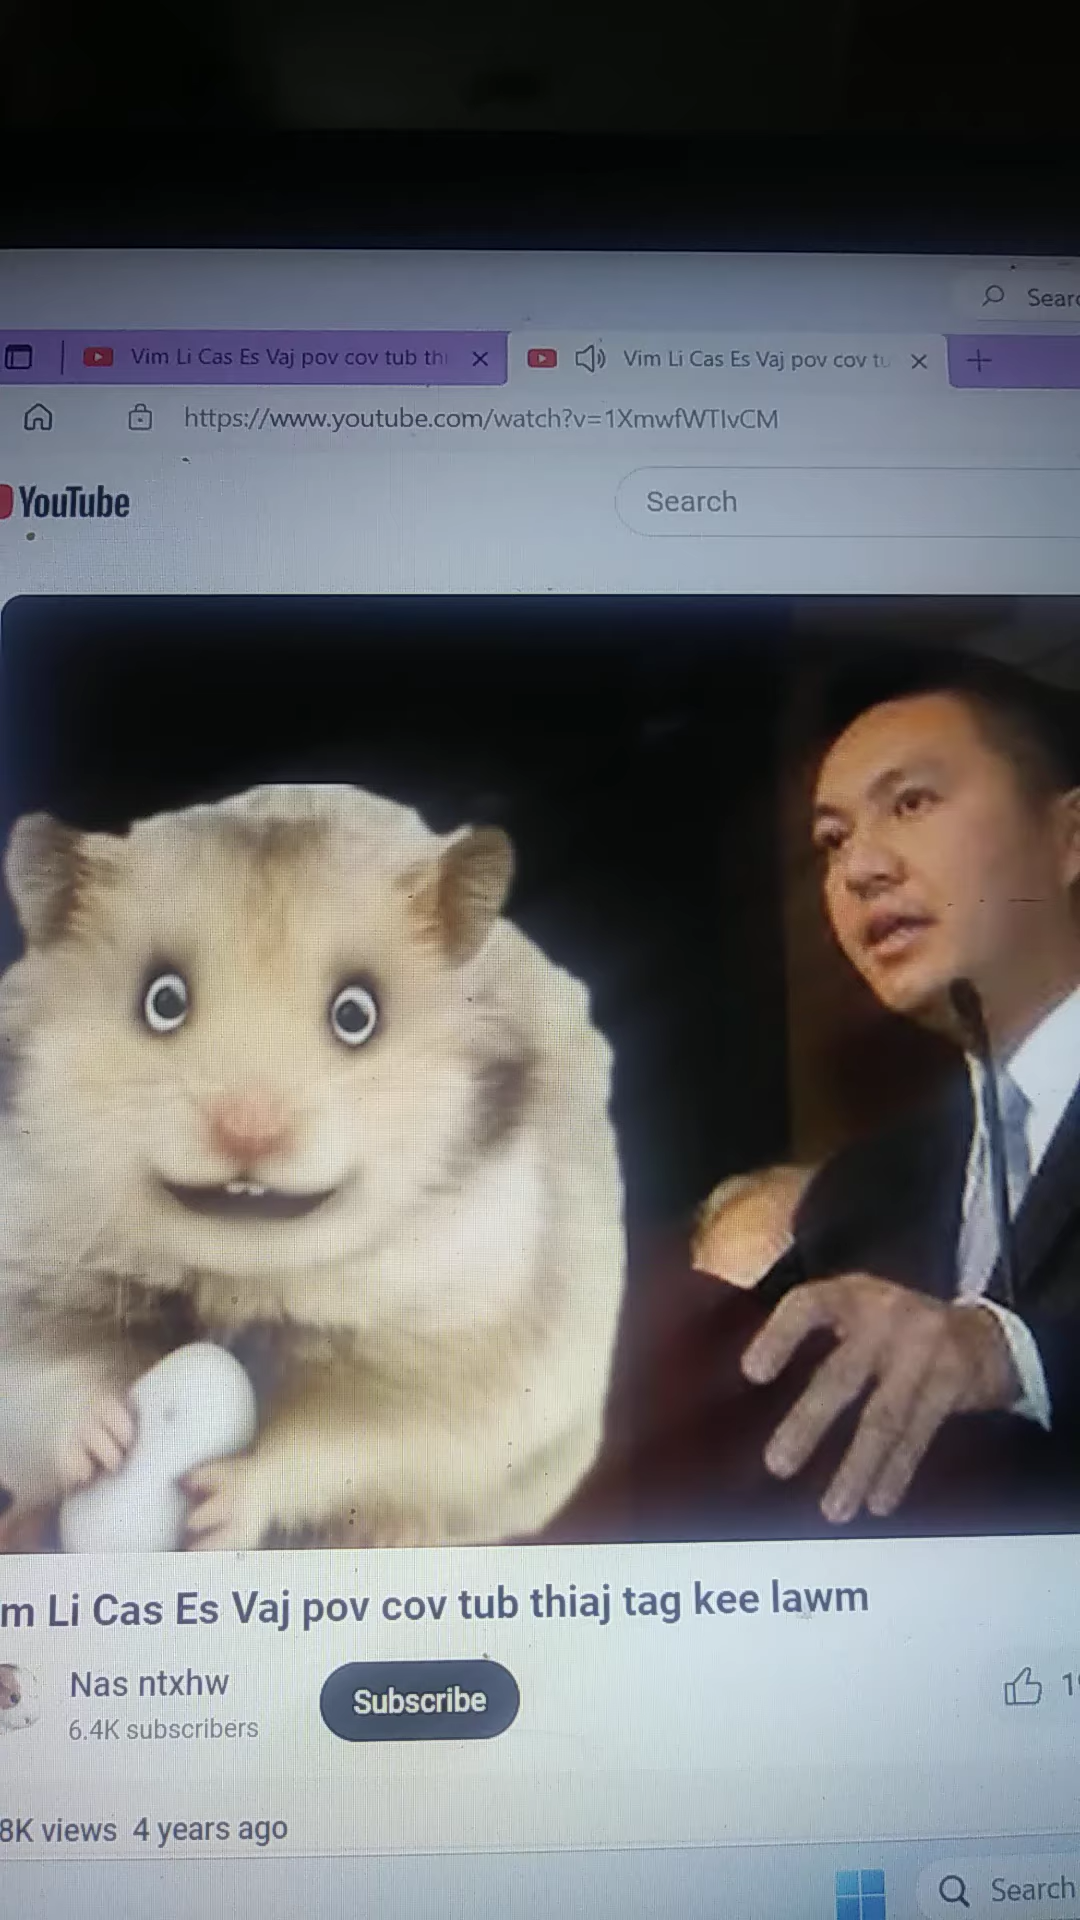 Sear
Vim Li Cas Es Vaj pov cov tub th
Vim Li Cas Es Vaj pov cov tu
https://www.youtube.com/watch?v=1XmwfWTIvCM
YouTube
Search
m Li Cas Es Vaj pov cov tub thiaj tag kee lawm
Nas ntxhw
6.4K subscribers
Subscribe
8K views 4 years ago
Search